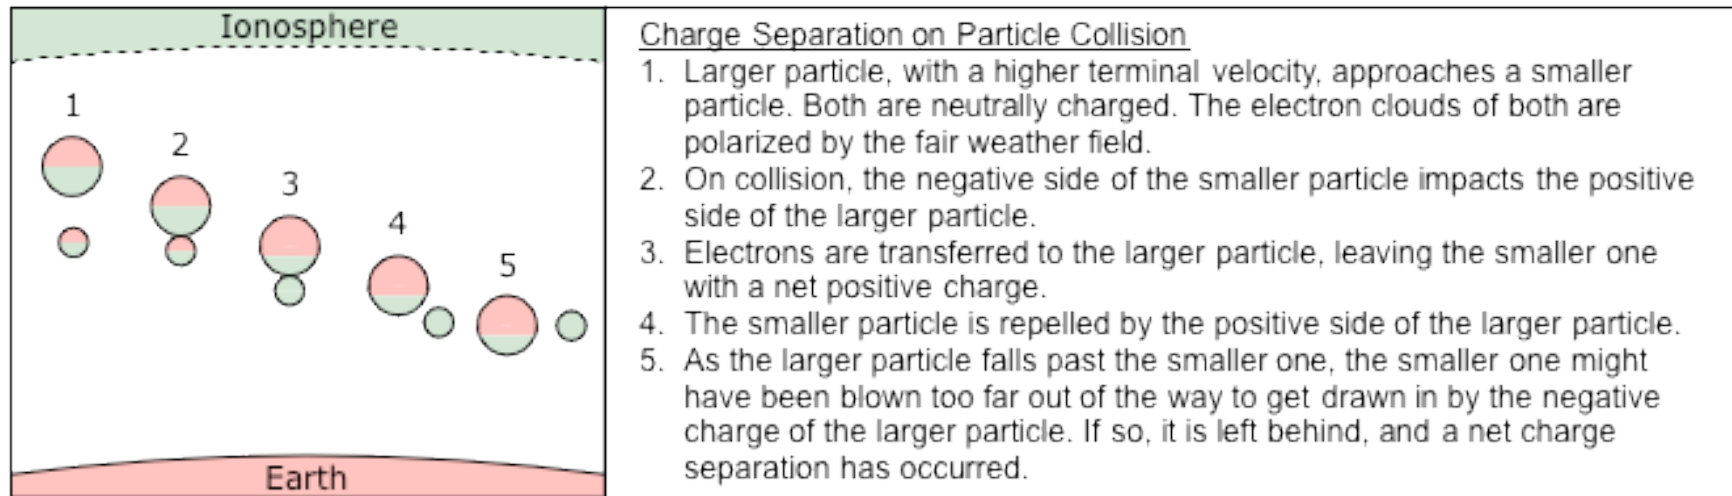 Ionosphere
1
2
3
4
5
Earth
Charge Separation on Particle Collision
1. Larger particle, with a higher terminal velocity, approaches a smaller
particle. Both are neutrally charged. The electron clouds of both are
polarized by the fair weather field.
2. On collision, the negative side of the smaller particle impacts the positive
side of the larger particle.
3. Electrons are transferred to the larger particle, leaving the smaller one
with a net positive charge.
4. The smaller particle is repelled by the positive side of the larger particle.
5. As the larger particle falls past the smaller one, the smaller one might
have been blown too far out of the way to get drawn in by the negative
charge of the larger particle. If so, it is left behind, and a net charge
separation has occurred.